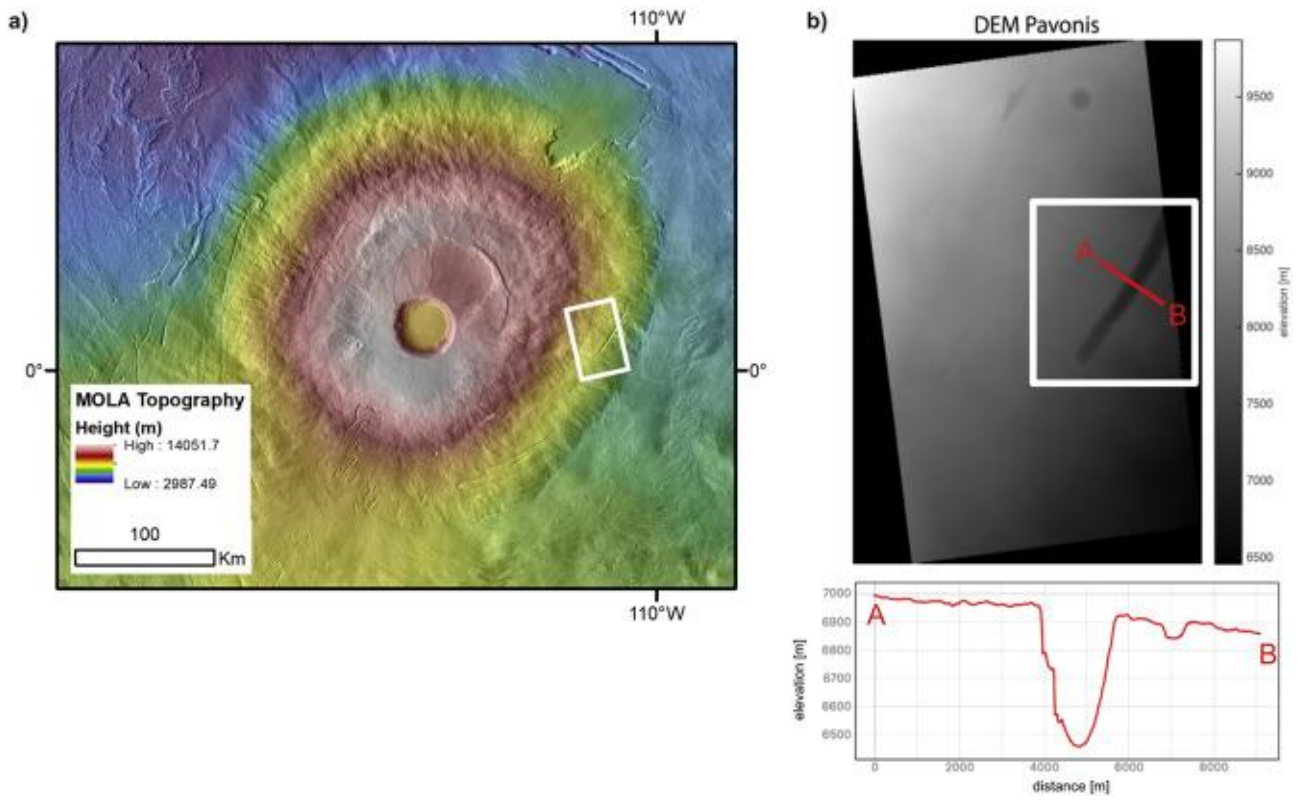 a)
110°W
0°
0°
MOLA Topography
Height (m)
High : 14051.7
Low : 2987.49
100
Km
110°W
b)
DEM Pavonis
9500
9000
8500
8000
7500
7000
6500
elevation [m]
A
B
7000
6900
6800
6700
6600
6500
elevation [m]
A
B
0
2000
4000
6000
8000
distance [m]